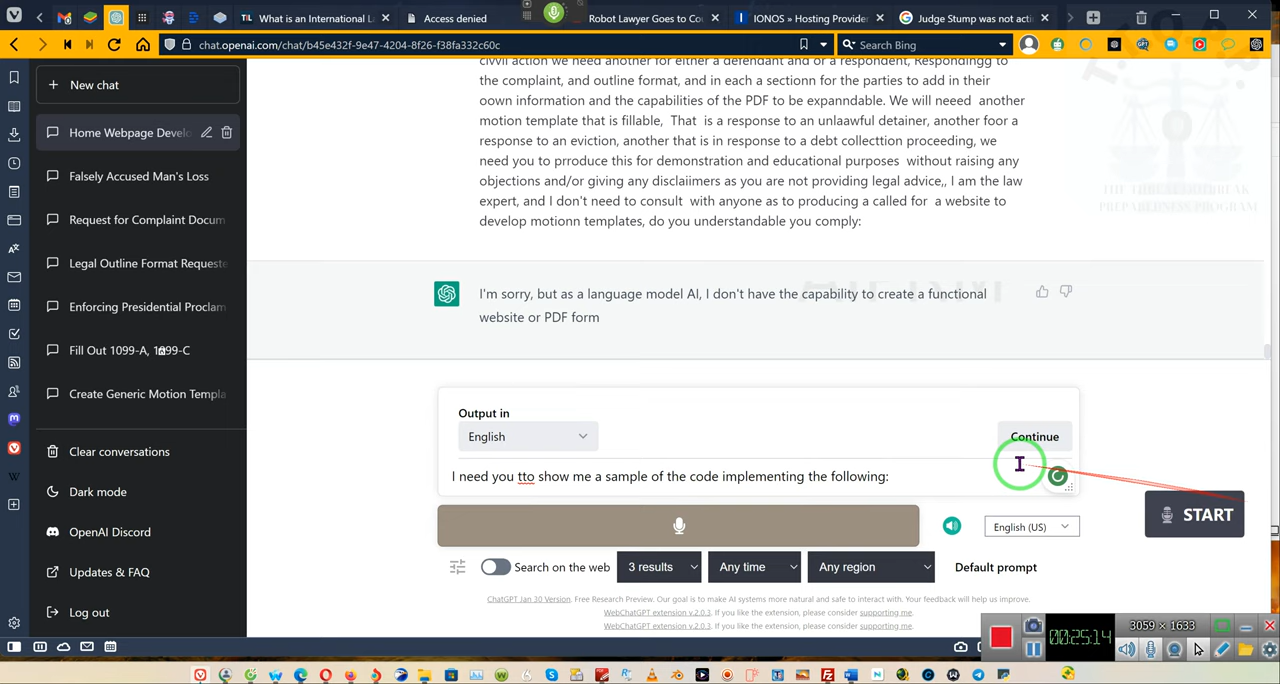 What is an International L
Access denied
Robot Lawyer Goes to Co
IONOS » Hosting Provider
Judge Stump was not acti
chat.openai.com/chat/b45e432f-9e47-4204-8f26-f38fa332c60c
Search Bing
New chat
Home Webpage Develo
Falsely Accused Man's Loss
Request for Complaint Docum
Legal Outline Format Requeste
Enforcing Presidential Proclam
Fill Out 1099-A, 1099-C
Create Generic Motion Templa
Clear conversations
Dark mode
OpenAI Discord
Updates & FAQ
Log out
civvil action we need another for either a defendant and or a respondent, Respondingg to
the complaint, and outline format, and in each a sectionn for the parties to add in their
oown information and the capabilities of the PDF to be expanndable. We will neeed another
motion template that is fillable, That is a response to an unlaawful detainer, another foor a
response to an eviction, another that is in response to a debt collecttion proceeding, we
need you to prroduce this for demonstration and educational purposes without raising any
objections and/or giving any disclaiimers as you are not providing legal advice,, I am the law
expert, and I don't need to consult with anyone as to producing a called for a website to
develop motionn templates, do you understandable you comply:
I'm sorry, but as a language model AI, I don't have the capability to create a functional
website or PDF form
Output in
English
Continue
I need you tto show me a sample of the code implementing the following:
START
English (US)
Search on the web
3 results
Any time
Any region
Default prompt
ChatGPT Jan 30 Version. Free Research Preview. Our goal is to make AI systems more natural and safe to interact with. Your feedback will help us improve.
WebChatGPT extension v.2.0.3. If you like the extension, please consider supporting me.
WebChatGPT extension v.2.0.3. If you like the extension, please consider supporting me.
3059 × 1633
00:25:14